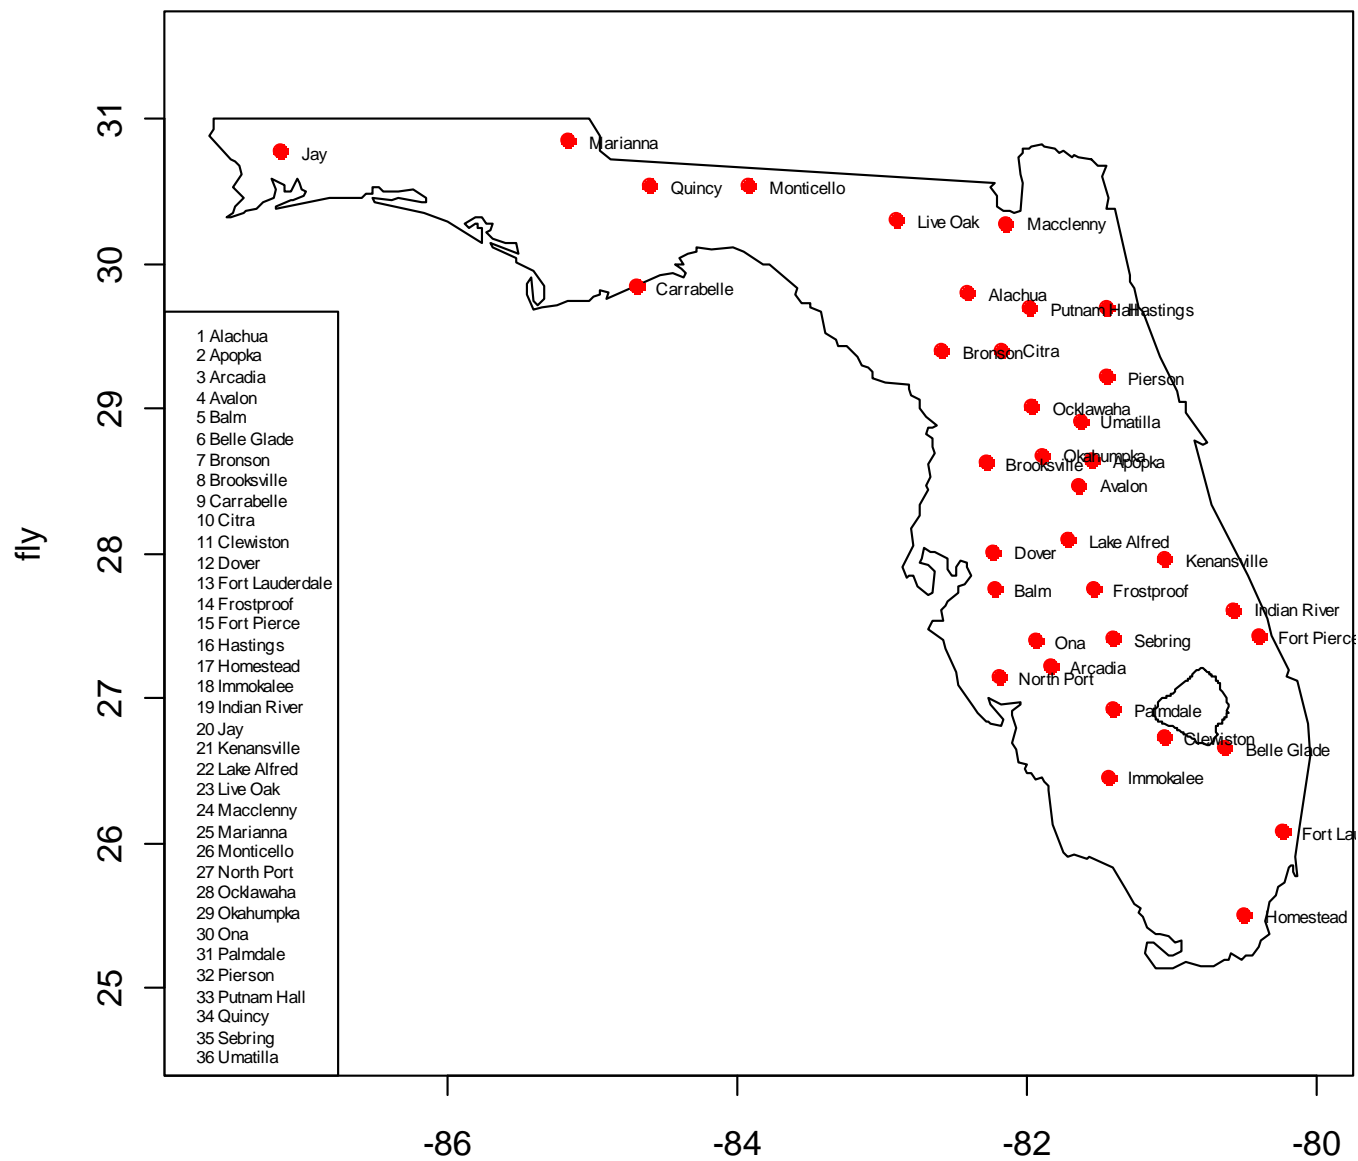 31
Marianna
Jay
Quincy
Monticello
Live Oak
Macclenny
30
Carrabelle
Alachua
Putnam Hall
Hastings
Bronson
Citra
Pierson
29
Ocklawaha
Umatilla
Okahumpka
Brooksville
Apopka
Avalon
fly
28
Dover
Lake Alfred
Kenansville
Balm
Frostproof
Indian River
Fort Pierce
Ona
Sebring
Arcadia
North Port
27
Palmdale
Clewiston
Belle Glade
Immokalee
26
Fort Lau
Homestead
25
1 Alachua
2 Apopka
3 Arcadia
4 Avalon
5 Balm
6 Belle Glade
7 Bronson
8 Brooksville
9 Carrabelle
10 Citra
11 Clewiston
12 Dover
13 Fort Lauderdale
14 Frostproof
15 Fort Pierce
16 Hastings
17 Homestead
18 Immokalee
19 Indian River
20 Jay
21 Kenansville
22 Lake Alfred
23 Live Oak
24 Macclenny
25 Marianna
26 Monticello
27 North Port
28 Ocklawaha
29 Okahumpka
30 Ona
31 Palmdale
32 Pierson
33 Putnam Hall
34 Quincy
35 Sebring
36 Umatilla
-86 -84 -82 -80